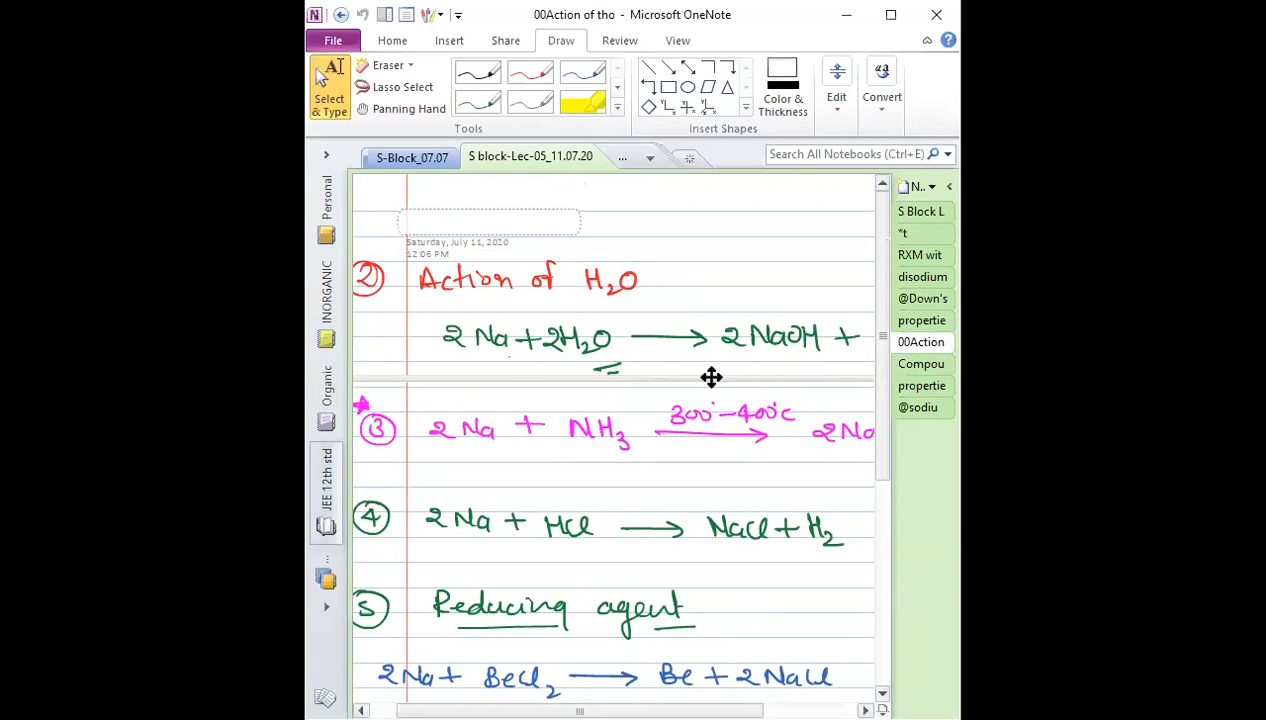 00Action of tho - Microsoft OneNote
File Home Insert Share Draw Review View
Select & Type
Eraser
Lasso Select
Panning Hand
Color & Thickness
Edit
Convert
Tools
Insert Shapes
S-Block_07.07
S block-Lec-05_11.07.20
...
Search All Notebooks (Ctrl+E)
Personal
INORGANIC
Organic
JEE 12th std
N..
S Block L
*t
RXM wit
disodium
@Down's
propertie
00Action
Compou
propertie
@sodiu
Saturday, July 11, 2020
12:06 PM
② Action of H₂O
2Na + 2H₂O ⟶ 2NaOH +
③ 2Na + NH₃ 300°-400°C ⟶ 2Na
④ 2Na + HCl ⟶ NaCl + H₂
⑤ Reducing agent
2Na + BeCl₂ ⟶ Be + 2NaCl